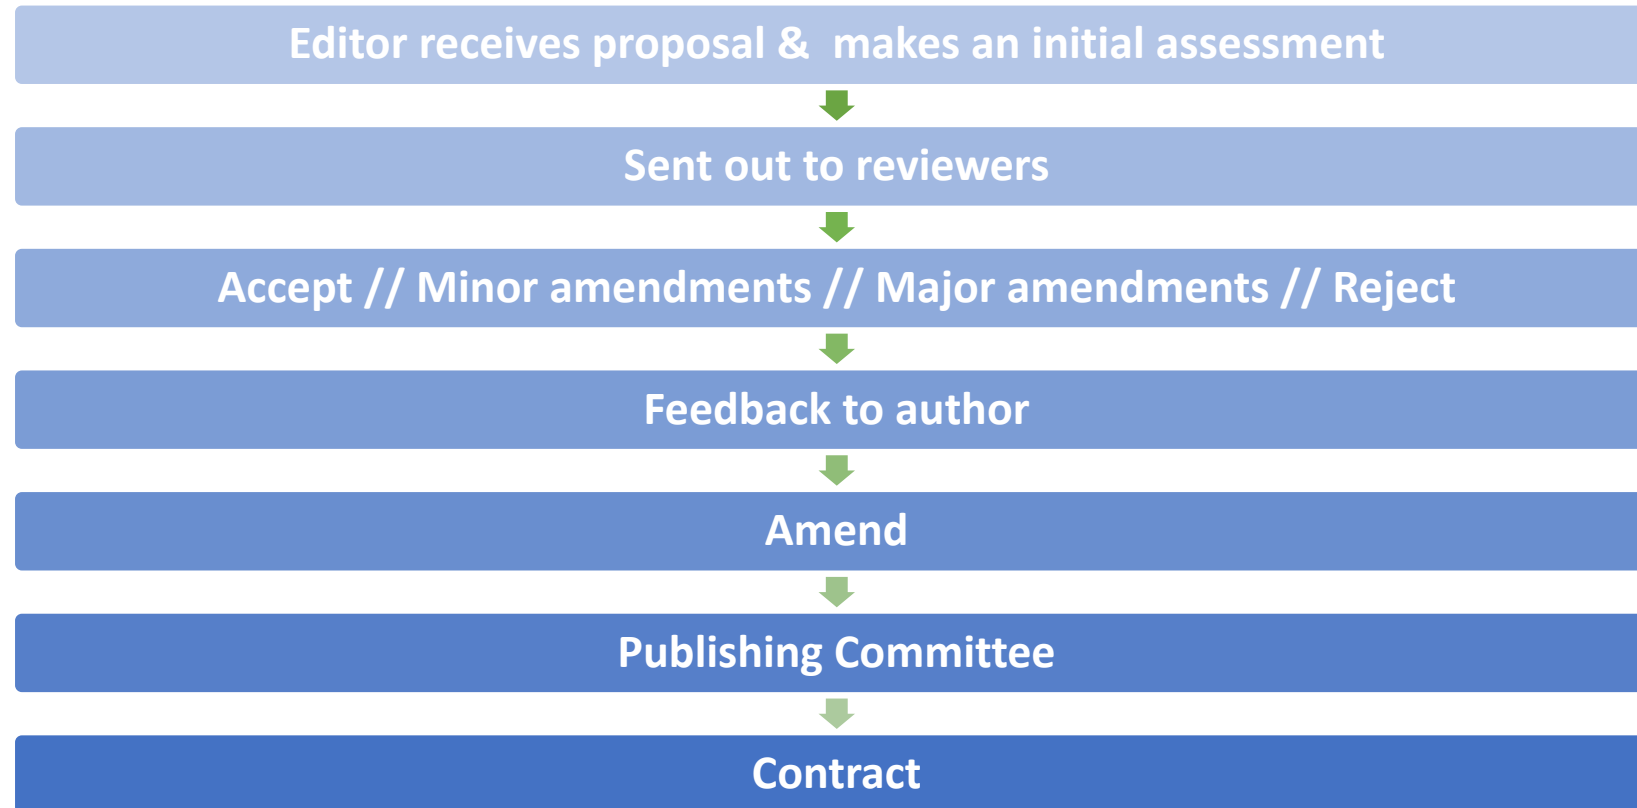 Editor receives proposal &  makes an initial assessment
Sent out to reviewers
Accept // Minor amendments // Major amendments // Reject
Feedback to author
Amend
Publishing Committee
Contract